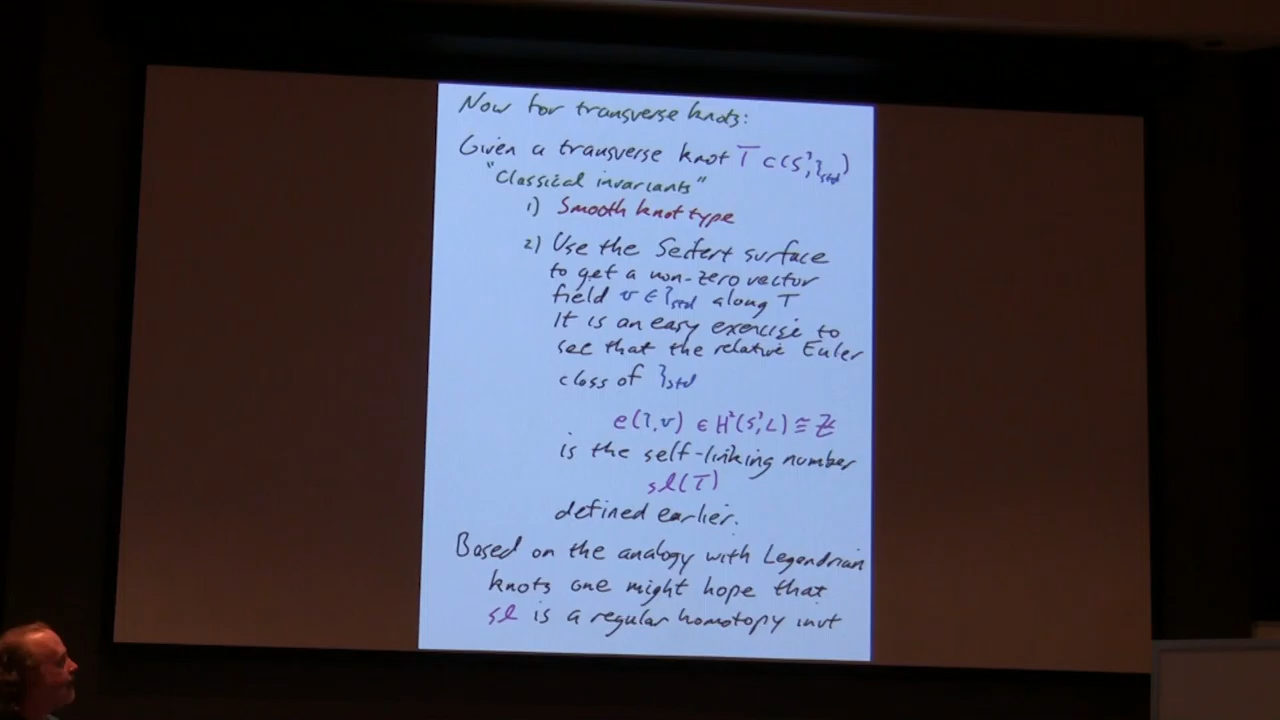 Now for transverse knots:
Given a transverse knot T ⊂ (S³, ξstd)
"Classical invariants"
1) Smooth knot type
2) Use the Seifert surface
to get a non-zero vector
field v ∈ ξstd along T
It is an easy exercise to
see that the relative Euler
class of ξstd
e(ξ, v) ∈ H²(S³, L) ≅ ℤ
is the self-linking number
sl(T)
defined earlier.
Based on the analogy with Legendrian
knots one might hope that
sl is a regular homotopy invt